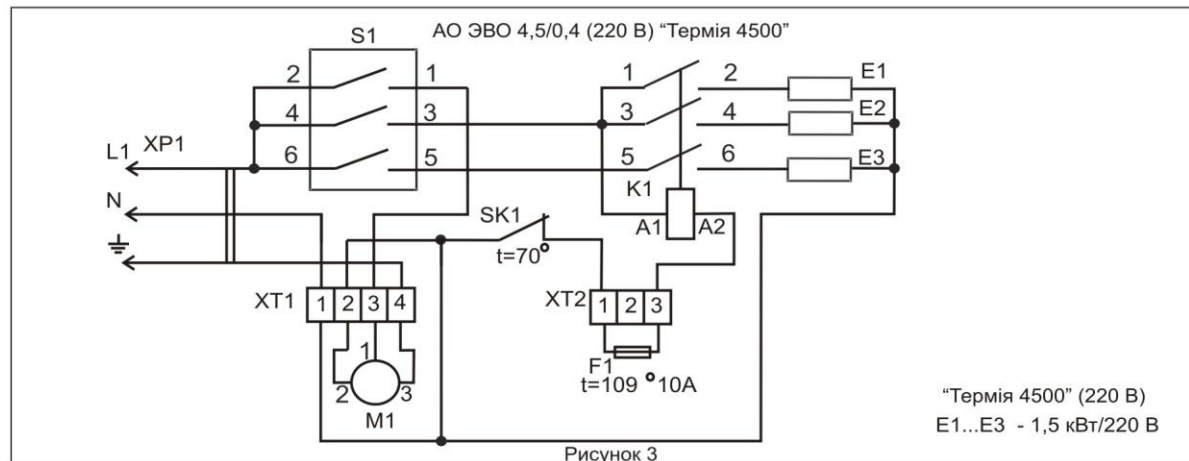 АО ЭВО 4,5/0,4 (220 В) “Термія 4500”
S1
2 1
4 3
6 5
1 2 E1
3 4 E2
5 6 E3
L1 XP1
K1
N
A1 A2
SK1
t=70°
XT1 1 2 3 4
XT2 1 2 3
F1
t=109 °10A
1
2 3
M1
“Термія 4500” (220 В)
E1...E3 - 1,5 кВт/220 В
Рисунок 3